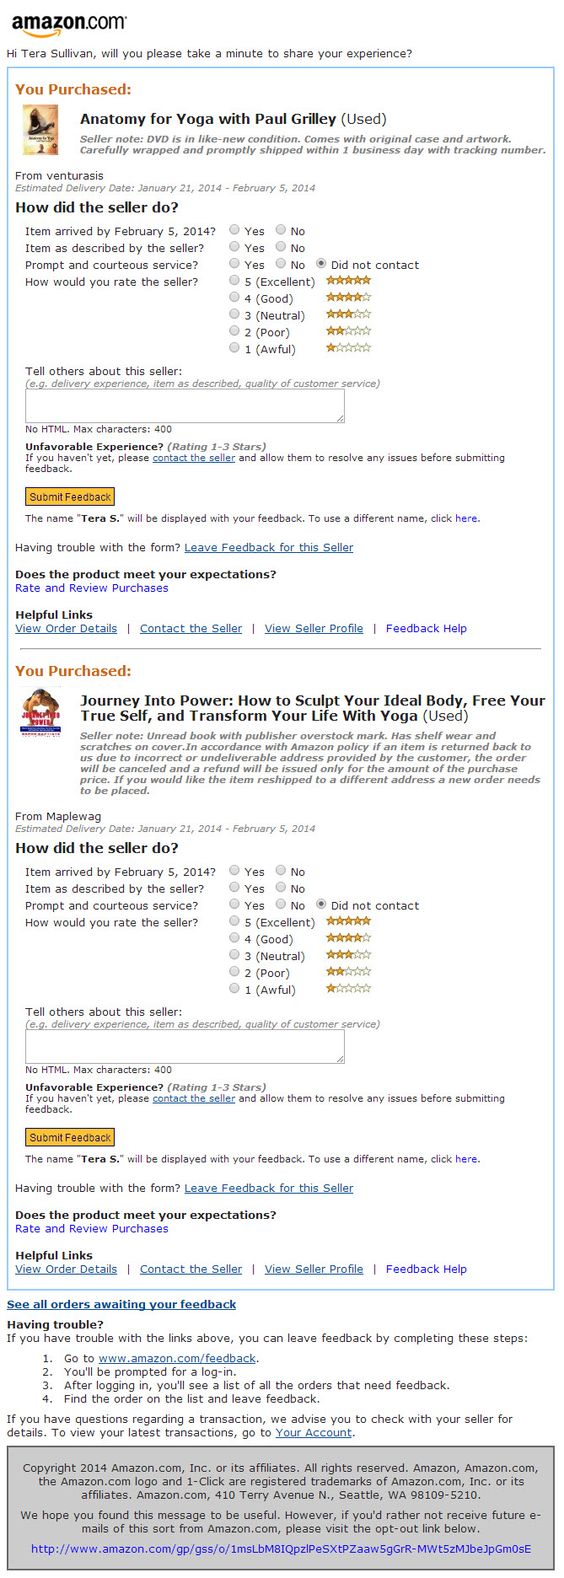 amazon.com
Hi Tera Sullivan, will you please take a minute to share your experience?
You Purchased:
Anatomy for Yoga with Paul Grilley (Used)
Seller note: DVD is in like-new condition. Comes with original case and artwork.
Carefully wrapped and promptly shipped within 1 business day with tracking number.
From venturasis
Estimated Delivery Date: January 21, 2014 - February 5, 2014
How did the seller do?
Item arrived by February 5, 2014? Yes No
Item as described by the seller? Yes No
Prompt and courteous service? Yes No Did not contact
How would you rate the seller? 5 (Excellent)
4 (Good)
3 (Neutral)
2 (Poor)
1 (Awful)
Tell others about this seller:
(e.g. delivery experience, item as described, quality of customer service)
No HTML. Max characters: 400
Unfavorable Experience? (Rating 1-3 Stars)
If you haven't yet, please contact the seller and allow them to resolve any issues before submitting
feedback.
Submit Feedback
The name "Tera S." will be displayed with your feedback. To use a different name, click here.
Having trouble with the form? Leave Feedback for this Seller
Does the product meet your expectations?
Rate and Review Purchases
Helpful Links
View Order Details | Contact the Seller | View Seller Profile | Feedback Help
You Purchased:
Journey Into Power: How to Sculpt Your Ideal Body, Free Your
True Self, and Transform Your Life With Yoga (Used)
Seller note: Unread book with publisher overstock mark. Has shelf wear and
scratches on cover.In accordance with Amazon policy if an item is returned back to
us due to incorrect or undeliverable address provided by the customer, the order
will be canceled and a refund will be issued only for the amount of the purchase
price. If you would like the item reshipped to a different address a new order needs
to be placed.
From Maplewag
Estimated Delivery Date: January 21, 2014 - February 5, 2014
How did the seller do?
Item arrived by February 5, 2014? Yes No
Item as described by the seller? Yes No
Prompt and courteous service? Yes No Did not contact
How would you rate the seller? 5 (Excellent)
4 (Good)
3 (Neutral)
2 (Poor)
1 (Awful)
Tell others about this seller:
(e.g. delivery experience, item as described, quality of customer service)
No HTML. Max characters: 400
Unfavorable Experience? (Rating 1-3 Stars)
If you haven't yet, please contact the seller and allow them to resolve any issues before submitting
feedback.
Submit Feedback
The name "Tera S." will be displayed with your feedback. To use a different name, click here.
Having trouble with the form? Leave Feedback for this Seller
Does the product meet your expectations?
Rate and Review Purchases
Helpful Links
View Order Details | Contact the Seller | View Seller Profile | Feedback Help
See all orders awaiting your feedback
Having trouble?
If you have trouble with the links above, you can leave feedback by completing these steps:
1. Go to www.amazon.com/feedback.
2. You'll be prompted for a log-in.
3. After logging in, you'll see a list of all the orders that need feedback.
4. Find the order on the list and leave feedback.
If you have questions regarding a transaction, we advise you to check with your seller for
details. To view your latest transactions, go to Your Account.
Copyright 2014 Amazon.com, Inc. or its affiliates. All rights reserved. Amazon, Amazon.com,
the Amazon.com logo and 1-Click are registered trademarks of Amazon.com, Inc. or its
affiliates. Amazon.com, 410 Terry Avenue N., Seattle, WA 98109-5210.
We hope you found this message to be useful. However, if you'd rather not receive future e-
mails of this sort from Amazon.com, please visit the opt-out link below.
http://www.amazon.com/gp/gss/o/1msLbM8IQpzlPeSXtPZaaw5gGrR-MWt5zMJbeJpGm0sE